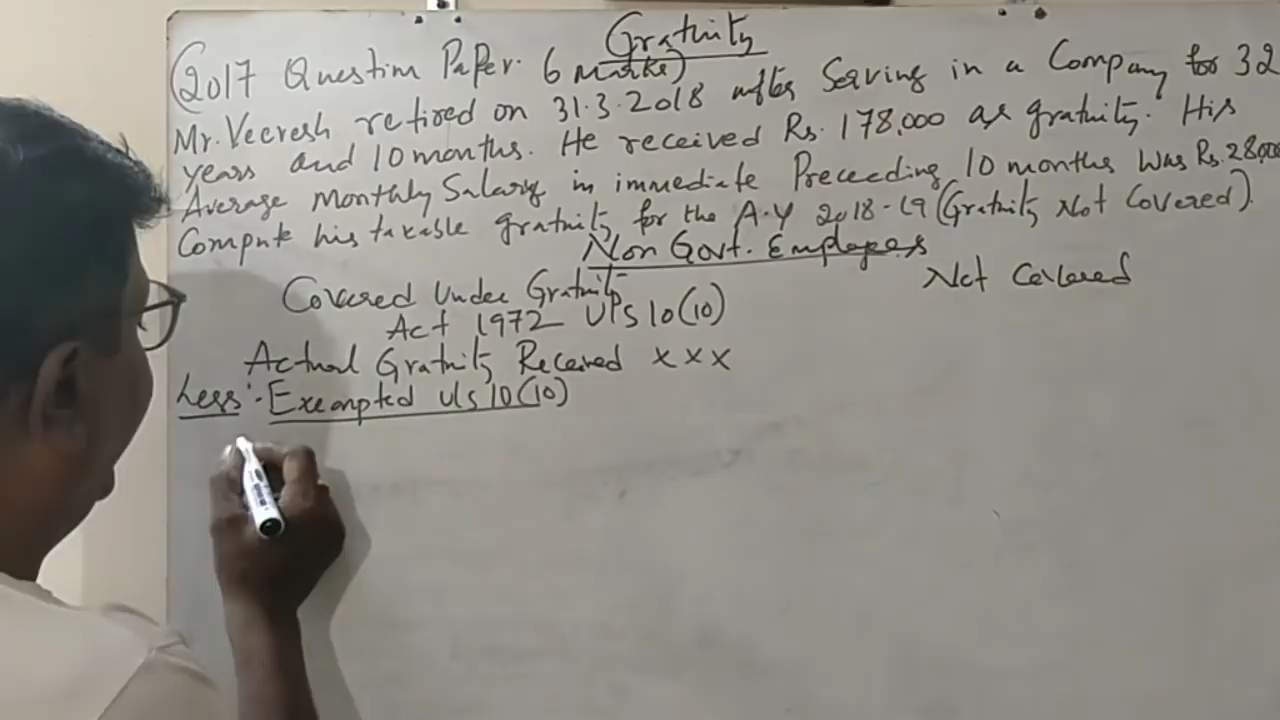 Gratuity
(2017 Question Paper. 6 marks)
Mr. Veeresh retired on 31.3.2018 after Serving in a Company for 32
years and 10 months. He received Rs. 178,000 as gratuity. His
Average monthly Salary in immediate Preceeding 10 months was Rs. 28,000
Compute his taxable gratuity for the A.Y 2018-19 (Gratuity Not Covered).
Non Govt. Employees
Covered Under Gratuity Not Covered
Act 1972 U/S 10(10)
Actual Gratuity Received x x x
Less:- Exempted U/s 10(10)